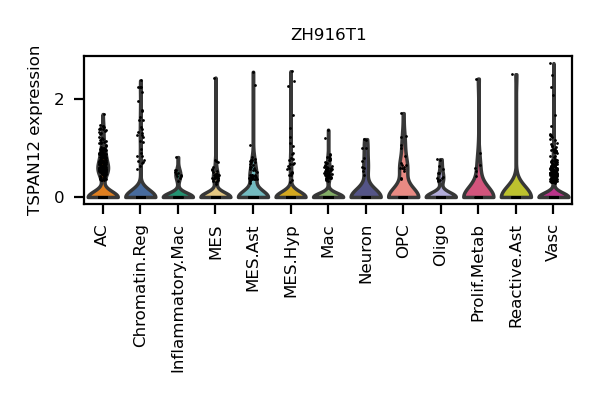 ZH916T1
TSPAN12 expression
2
0
AC
Chromatin.Reg
Inflammatory.Mac
MES
MES.Ast
MES.Hyp
Mac
Neuron
OPC
Oligo
Prolif.Metab
Reactive.Ast
Vasc